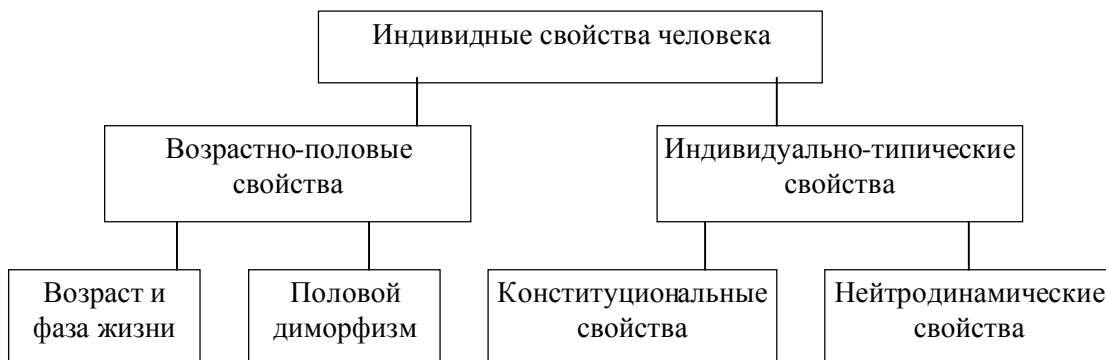 Индивидные свойства человека
Возрастно-половые
свойства
Индивидуально-типические
свойства
Возраст и
фаза жизни
Половой
диморфизм
Конституциональные
свойства
Нейтродинамические
свойства